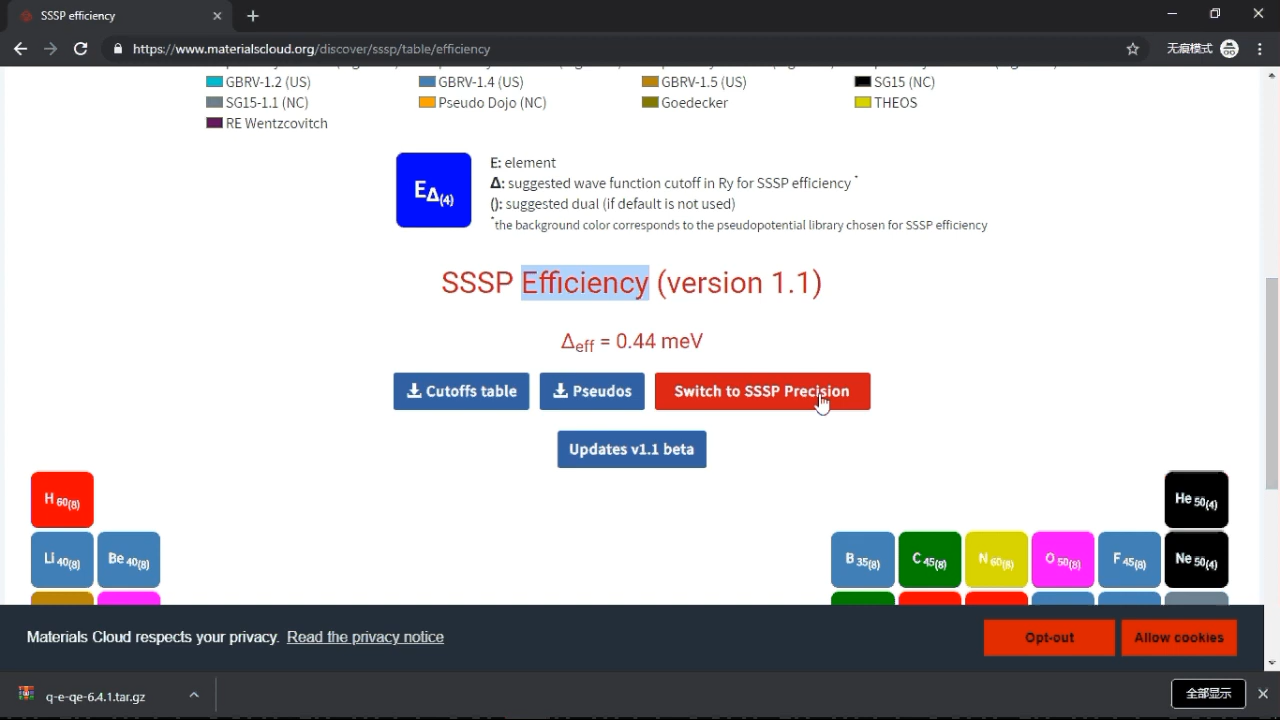 SSSP efficiency
https://www.materialscloud.org/discover/sssp/table/efficiency
无痕模式
GBRV-1.2 (US) GBRV-1.4 (US) GBRV-1.5 (US) SG15 (NC)
SG15-1.1 (NC) Pseudo Dojo (NC) Goedecker THEOS
RE Wentzcovitch
E: element
Δ: suggested wave function cutoff in Ry for SSSP efficiency *
(): suggested dual (if default is not used)
*the background color corresponds to the pseudopotential library chosen for SSSP efficiency
EΔ(4)
SSSP Efficiency (version 1.1)
Δeff = 0.44 meV
Cutoffs table Pseudos Switch to SSSP Precision
Updates v1.1 beta
H 60(8) He 50(4)
Li 40(8) Be 40(8) B 35(8) C 45(8) N 60(8) O 50(8) F 45(8) Ne 50(4)
Materials Cloud respects your privacy. Read the privacy notice Opt-out Allow cookies
q-e-qe-6.4.1.tar.gz 全部显示